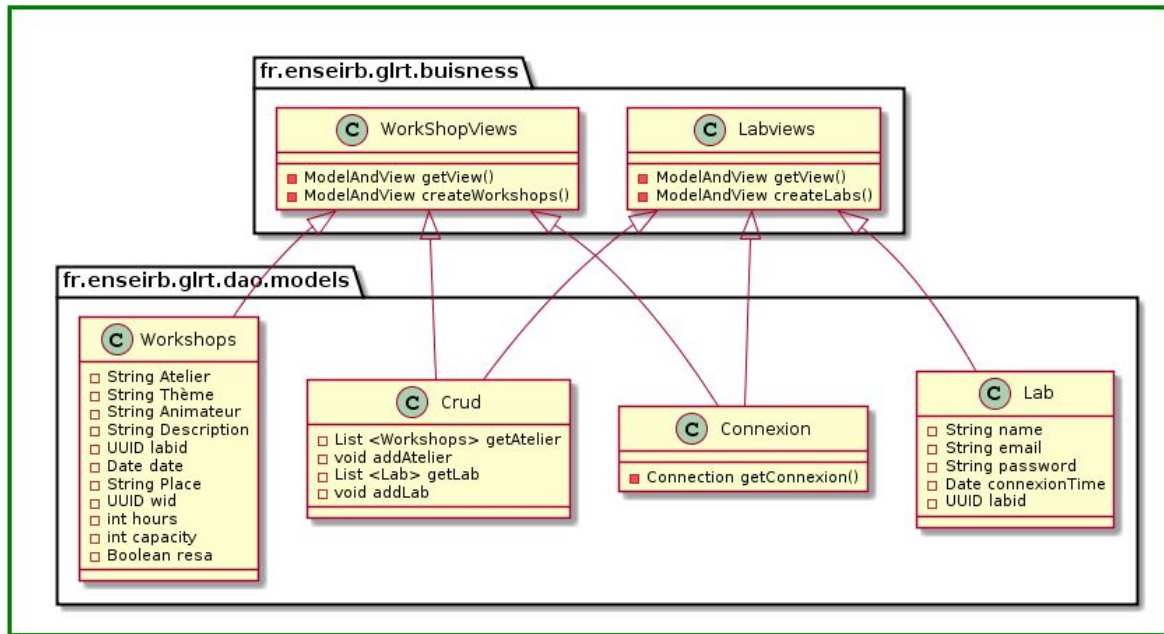 fr.enseirb.glrt.buisness
C WorkShopViews
ModelAndView getView()
ModelAndView createWorkshops()
C Labviews
ModelAndView getView()
ModelAndView createLabs()
fr.enseirb.glrt.dao.models
C Workshops
String Atelier
String Thème
String Animateur
String Description
UUID labid
Date date
String Place
UUID wid
int hours
int capacity
Boolean resa
C Crud
List <Workshops> getAtelier
void addAtelier
List <Lab> getLab
void addLab
C Connexion
Connection getConnexion()
C Lab
String name
String email
String password
Date connexionTime
UUID labid